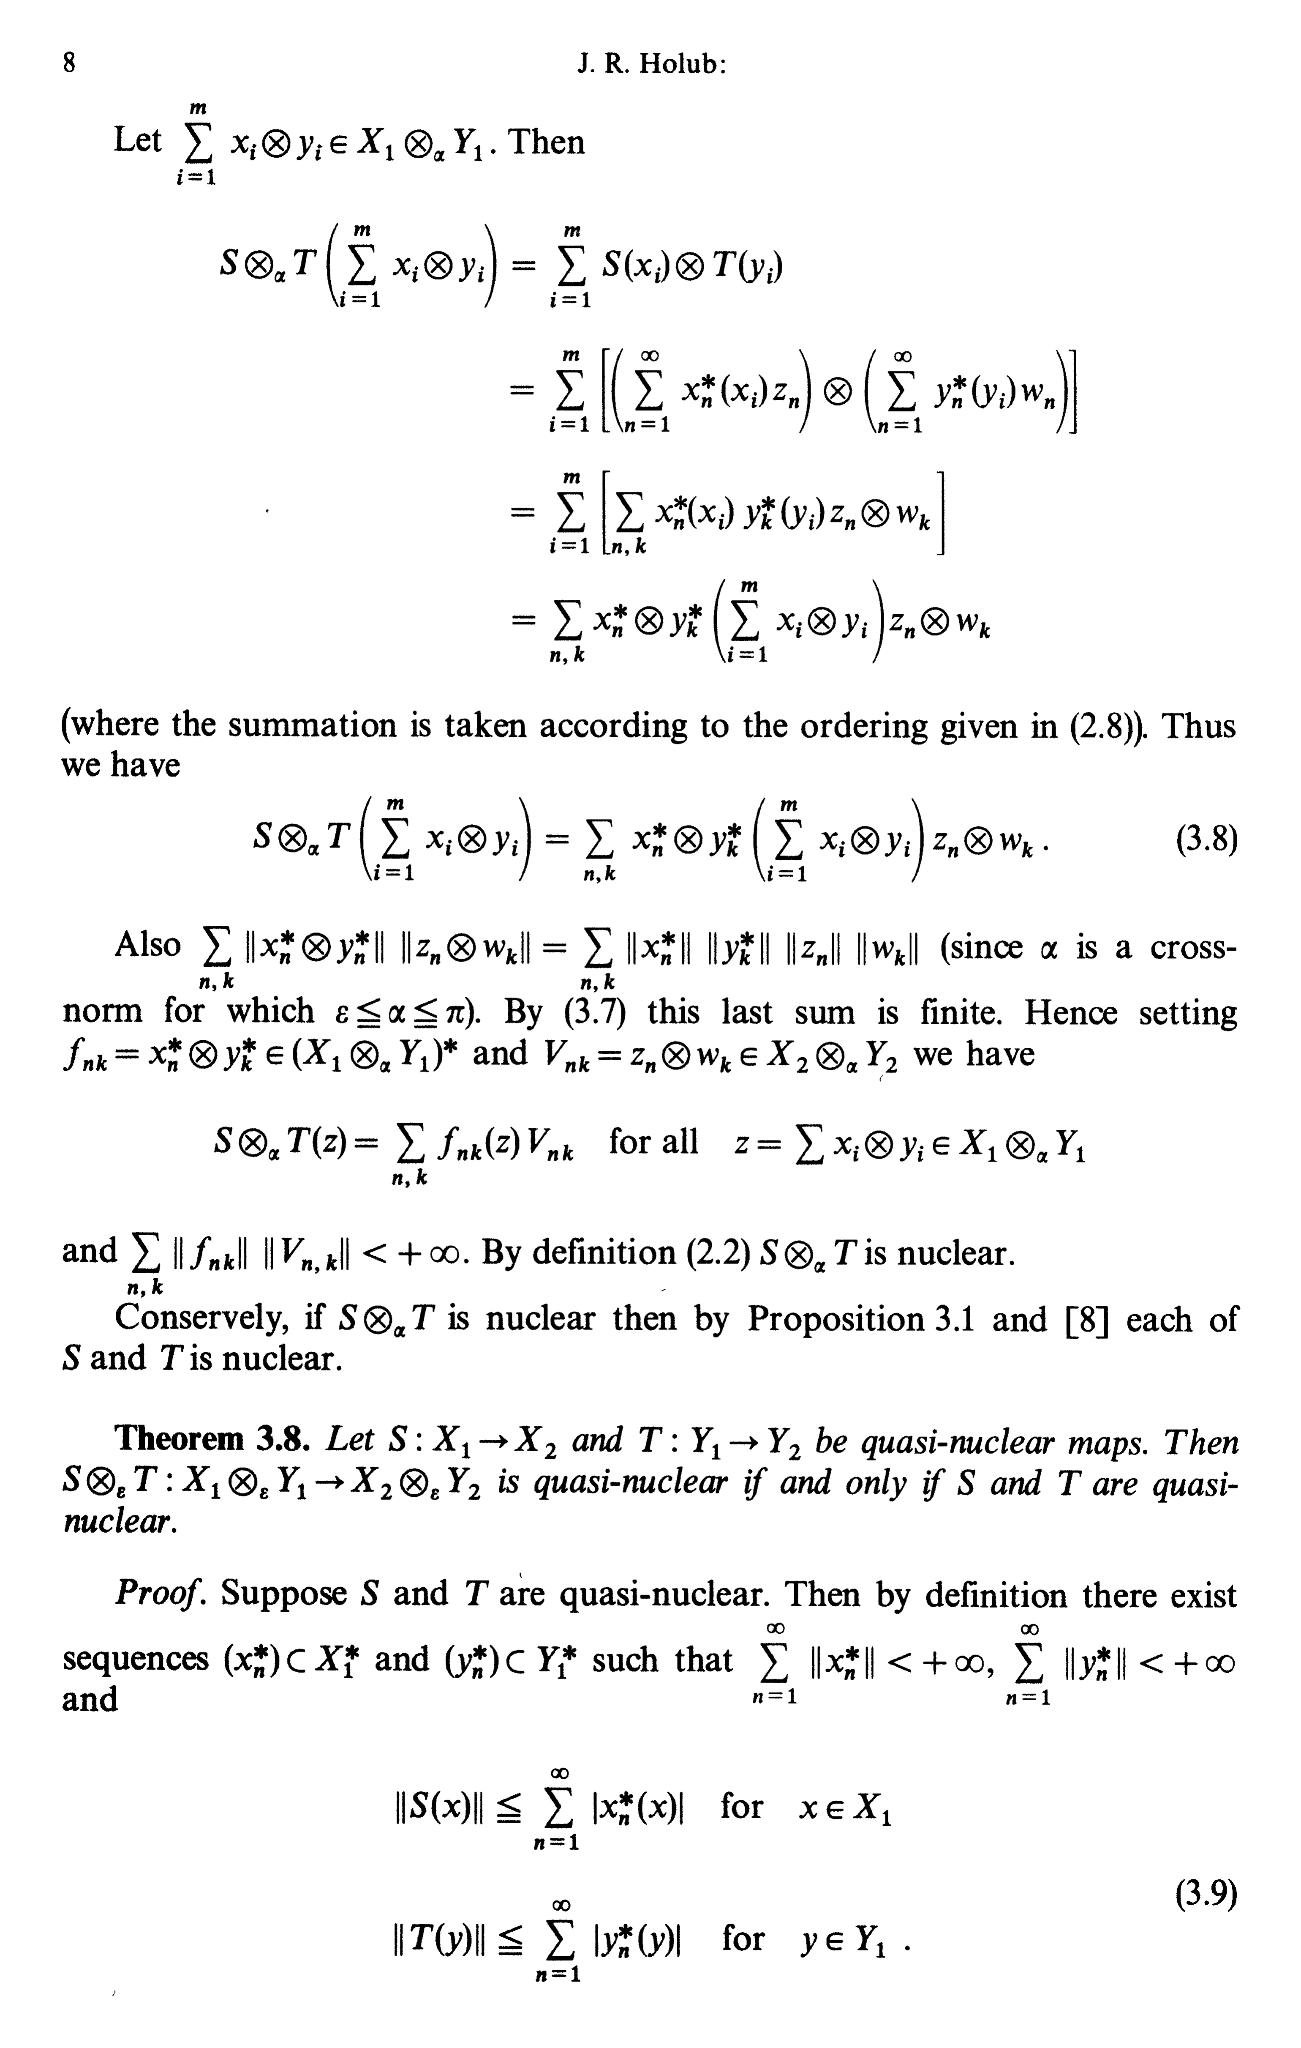 8 J. R. Holub:
Let $\sum_{i=1}^{m} x_i \otimes y_i \in X_1 \otimes_\alpha Y_1$. Then
$S \otimes_\alpha T \left( \sum_{i=1}^{m} x_i \otimes y_i \right) = \sum_{i=1}^{m} S(x_i) \otimes T(y_i)$
$= \sum_{i=1}^{m} \left[ \left( \sum_{n=1}^{\infty} x_n^*(x_i) z_n \right) \otimes \left( \sum_{n=1}^{\infty} y_n^*(y_i) w_n \right) \right]$
$= \sum_{i=1}^{m} \left[ \sum_{n,k} x_n^*(x_i) y_k^*(y_i) z_n \otimes w_k \right]$
$= \sum_{n,k} x_n^* \otimes y_k^* \left( \sum_{i=1}^{m} x_i \otimes y_i \right) z_n \otimes w_k$
(where the summation is taken according to the ordering given in (2.8)). Thus
we have
$S \otimes_\alpha T \left( \sum_{i=1}^{m} x_i \otimes y_i \right) = \sum_{n,k} x_n^* \otimes y_k^* \left( \sum_{i=1}^{m} x_i \otimes y_i \right) z_n \otimes w_k .$ (3.8)
Also $\sum_{n,k} \|x_n^* \otimes y_n^*\| \, \|z_n \otimes w_k\| = \sum_{n,k} \|x_n^*\| \, \|y_k^*\| \, \|z_n\| \, \|w_k\|$ (since $\alpha$ is a cross-
norm for which $\varepsilon \leqq \alpha \leqq \pi$). By (3.7) this last sum is finite. Hence setting
$f_{nk} = x_n^* \otimes y_k^* \in (X_1 \otimes_\alpha Y_1)^*$ and $V_{nk} = z_n \otimes w_k \in X_2 \otimes_\alpha Y_2$ we have
$S \otimes_\alpha T(z) = \sum_{n,k} f_{nk}(z) V_{nk}$ for all $z = \sum x_i \otimes y_i \in X_1 \otimes_\alpha Y_1$
and $\sum_{n,k} \|f_{nk}\| \, \|V_{n,k}\| < +\infty$. By definition (2.2) $S \otimes_\alpha T$ is nuclear.
Conservely, if $S \otimes_\alpha T$ is nuclear then by Proposition 3.1 and [8] each of
$S$ and $T$ is nuclear.
Theorem 3.8. Let $S : X_1 \to X_2$ and $T : Y_1 \to Y_2$ be quasi-nuclear maps. Then
$S \otimes_\varepsilon T : X_1 \otimes_\varepsilon Y_1 \to X_2 \otimes_\varepsilon Y_2$ is quasi-nuclear if and only if $S$ and $T$ are quasi-
nuclear.
Proof. Suppose $S$ and $T$ are quasi-nuclear. Then by definition there exist
sequences $(x_n^*) \subset X_1^*$ and $(y_n^*) \subset Y_1^*$ such that $\sum_{n=1}^{\infty} \|x_n^*\| < +\infty$, $\sum_{n=1}^{\infty} \|y_n^*\| < +\infty$
and
$\|S(x)\| \leqq \sum_{n=1}^{\infty} |x_n^*(x)|$ for $x \in X_1$
(3.9)
$\|T(y)\| \leqq \sum_{n=1}^{\infty} |y_n^*(y)|$ for $y \in Y_1$ .